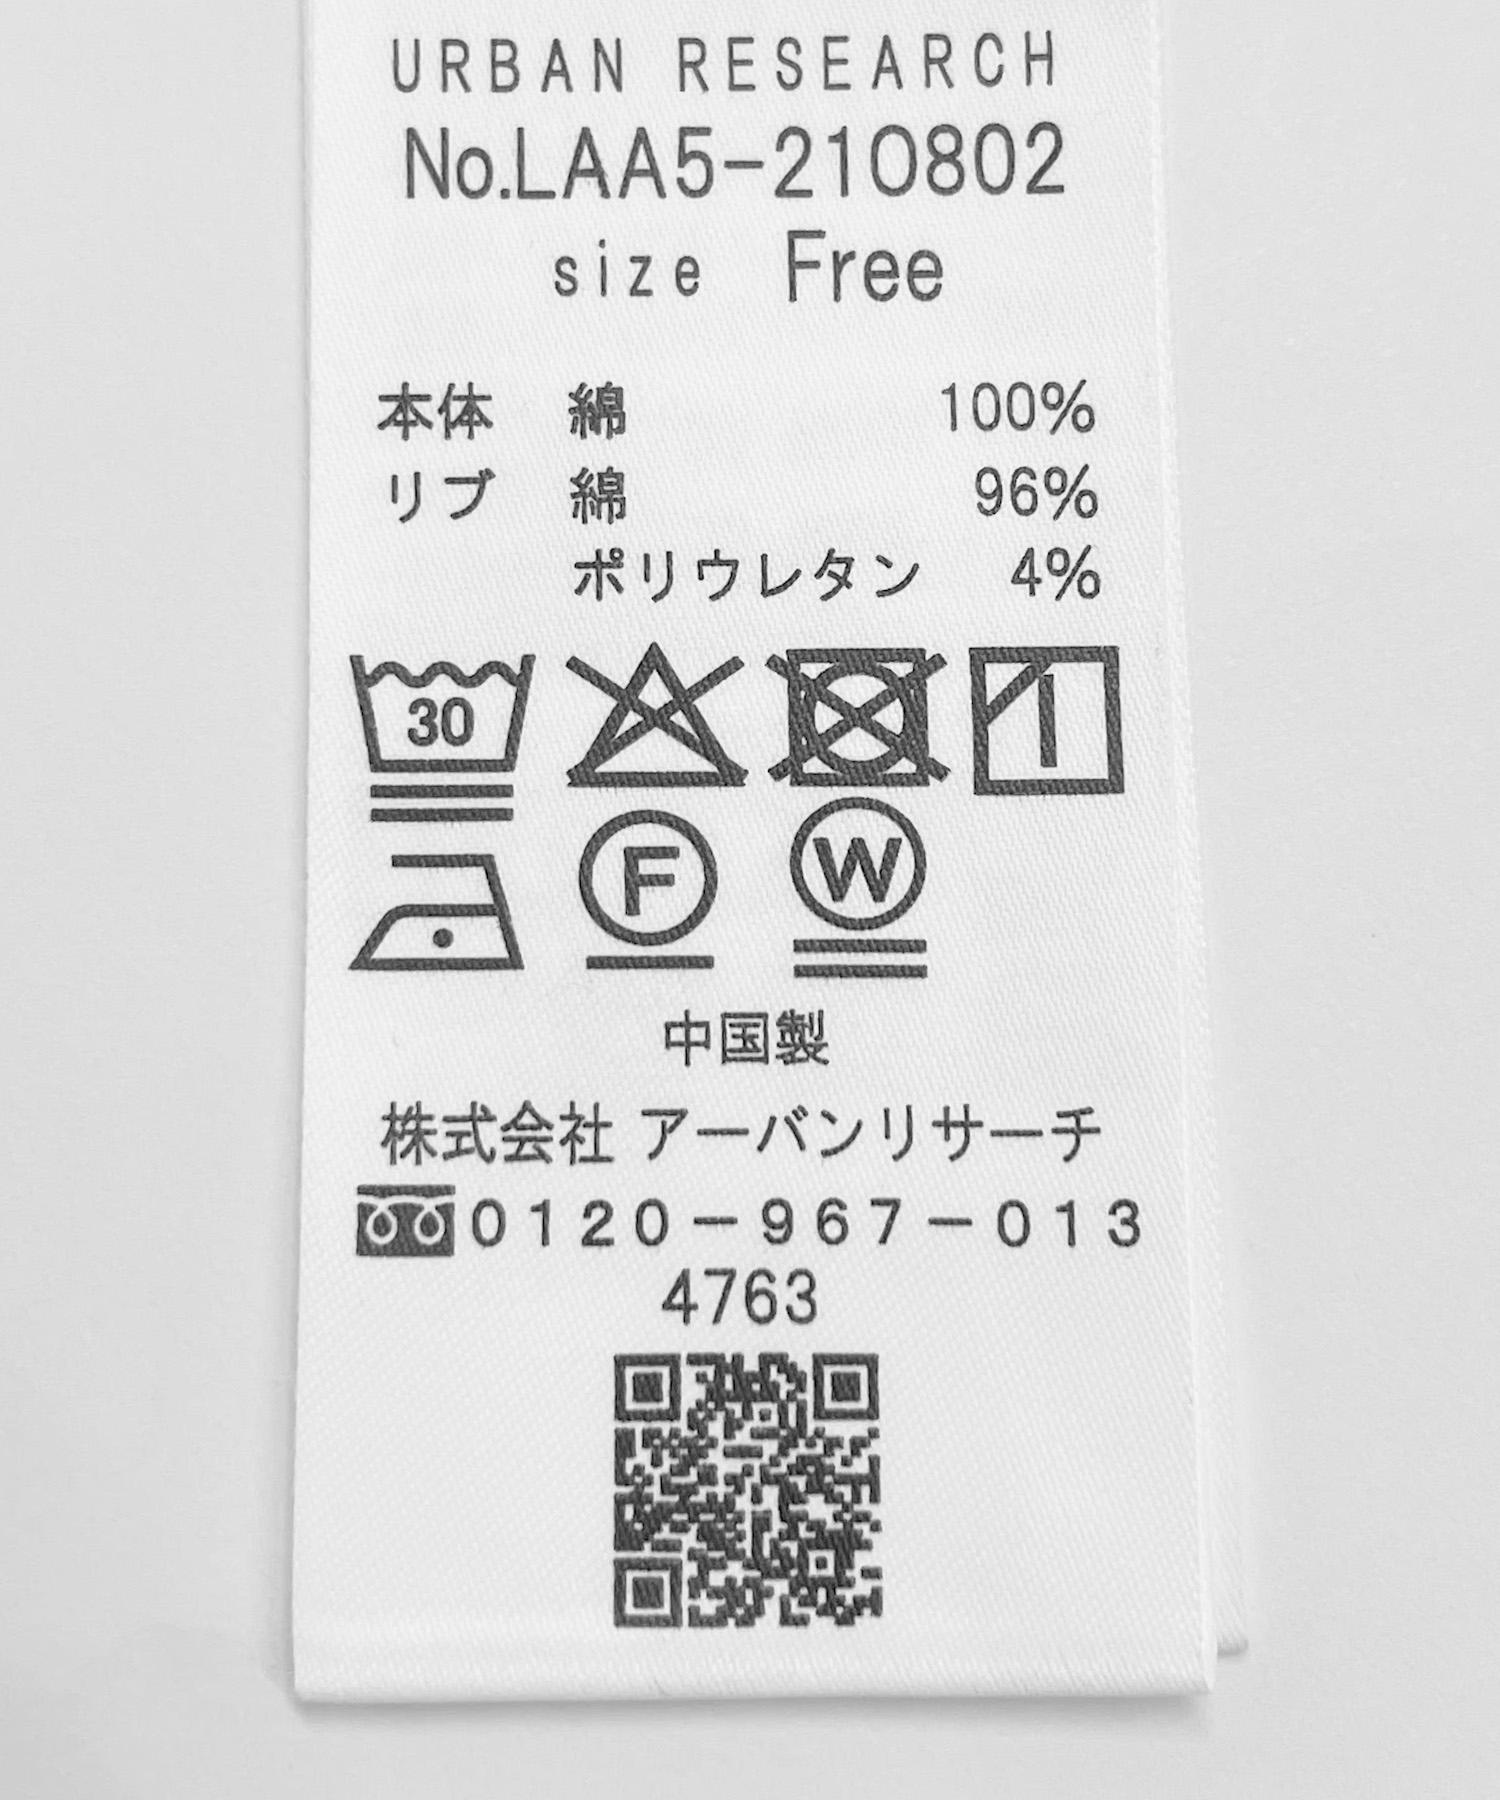 URBAN RESEARCH
No.LAA5-210802
size Free
本体 綿 100%
リブ 綿 96%
ポリウレタン 4%
30
F W
中国製
株式会社 アーバンリサーチ
0120-967-013
4763